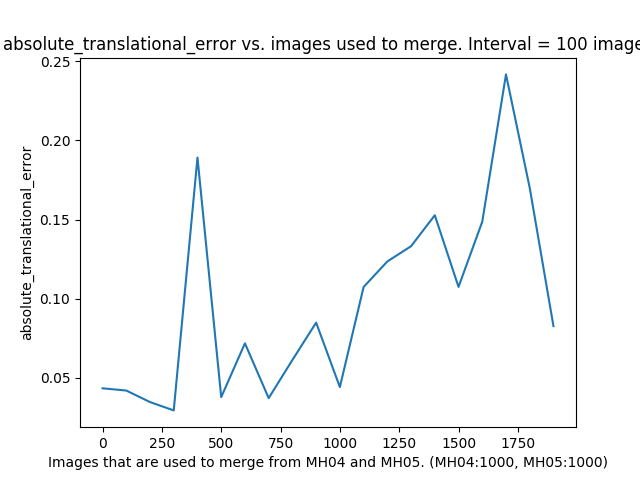 absolute_translational_error vs. images used to merge. Interval = 100 image
0.25
0.20
0.15
0.10
0.05
absolute_translational_error
0 250 500 750 1000 1250 1500 1750
Images that are used to merge from MH04 and MH05. (MH04:1000, MH05:1000)